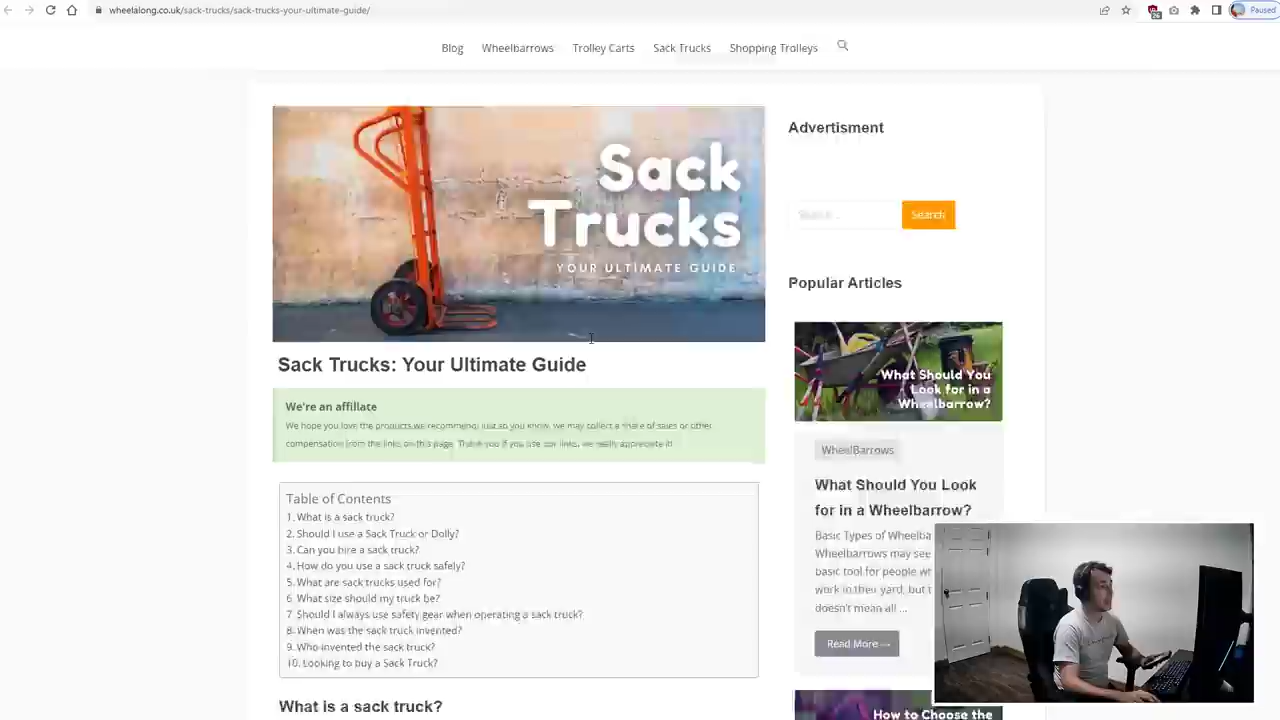 wheelalong.co.uk/sack-trucks/sack-trucks-your-ultimate-guide/
Paused
26
Blog Wheelbarrows Trolley Carts Sack Trucks Shopping Trolleys
Sack
Trucks
YOUR ULTIMATE GUIDE
Sack Trucks: Your Ultimate Guide
We're an affiliate
We hope you love the products we recommend! Just so you know, we may collect a share of sales or other
compensation from the links on this page. Thank you if you use our links, we really appreciate it!
Table of Contents
1. What is a sack truck?
2. Should I use a Sack Truck or Dolly?
3. Can you hire a sack truck?
4. How do you use a sack truck safely?
5. What are sack trucks used for?
6. What size should my truck be?
7. Should I always use safety gear when operating a sack truck?
8. When was the sack truck invented?
9. Who invented the sack truck?
10. Looking to buy a Sack Truck?
What is a sack truck?
Advertisment
Search ...
Search
Popular Articles
What Should You
Look for in a
Wheelbarrow?
WheelBarrows
What Should You Look
for in a Wheelbarrow?
Basic Types of Wheelba
Wheelbarrows may see
basic tool for people wh
work in their yard, but t
doesn't mean all ...
Read More →
How to Choose the